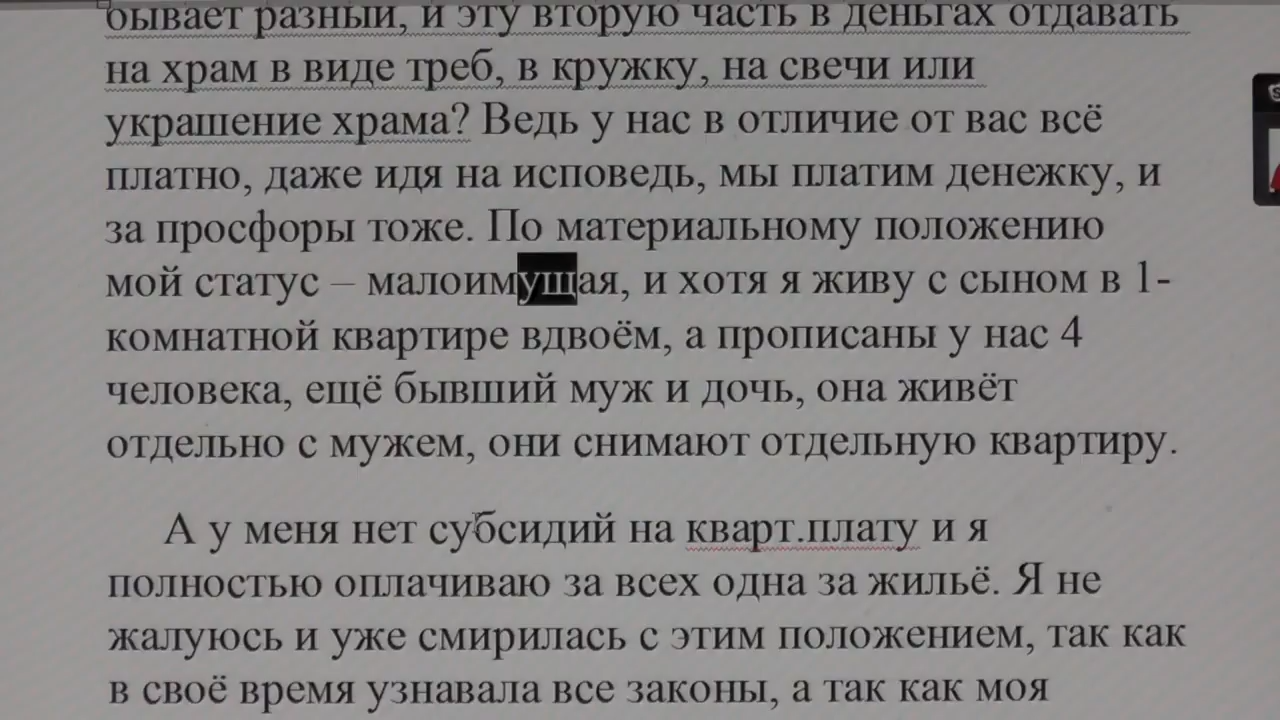 бывает разный, и эту вторую часть в деньгах отдавать
на храм в виде треб, в кружку, на свечи или
украшение храма? Ведь у нас в отличие от вас всё
платно, даже идя на исповедь, мы платим денежку, и
за просфоры тоже. По материальному положению
мой статус – малоимущая, и хотя я живу с сыном в 1-
комнатной квартире вдвоём, а прописаны у нас 4
человека, ещё бывший муж и дочь, она живёт
отдельно с мужем, они снимают отдельную квартиру.
А у меня нет субсидий на кварт.плату и я
полностью оплачиваю за всех одна за жильё. Я не
жалуюсь и уже смирилась с этим положением, так как
в своё время узнавала все законы, а так как моя